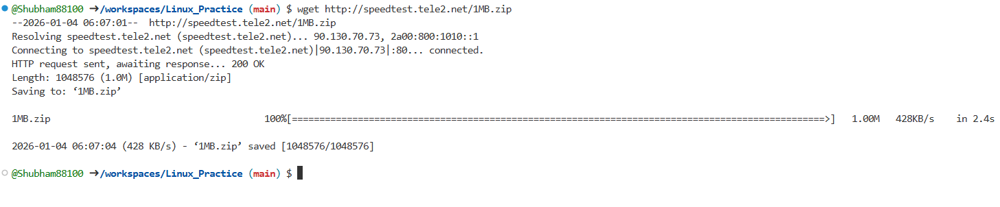 @Shubham88100 ➜/workspaces/Linux_Practice (main) $ wget http://speedtest.tele2.net/1MB.zip
--2026-01-04 06:07:01--  http://speedtest.tele2.net/1MB.zip
Resolving speedtest.tele2.net (speedtest.tele2.net)... 90.130.70.73, 2a00:800:1010::1
Connecting to speedtest.tele2.net (speedtest.tele2.net)|90.130.70.73|:80... connected.
HTTP request sent, awaiting response... 200 OK
Length: 1048576 (1.0M) [application/zip]
Saving to: ‘1MB.zip’
1MB.zip 100%[=================================================================================================>] 1.00M 428KB/s in 2.4s
2026-01-04 06:07:04 (428 KB/s) - ‘1MB.zip’ saved [1048576/1048576]
@Shubham88100 ➜/workspaces/Linux_Practice (main) $